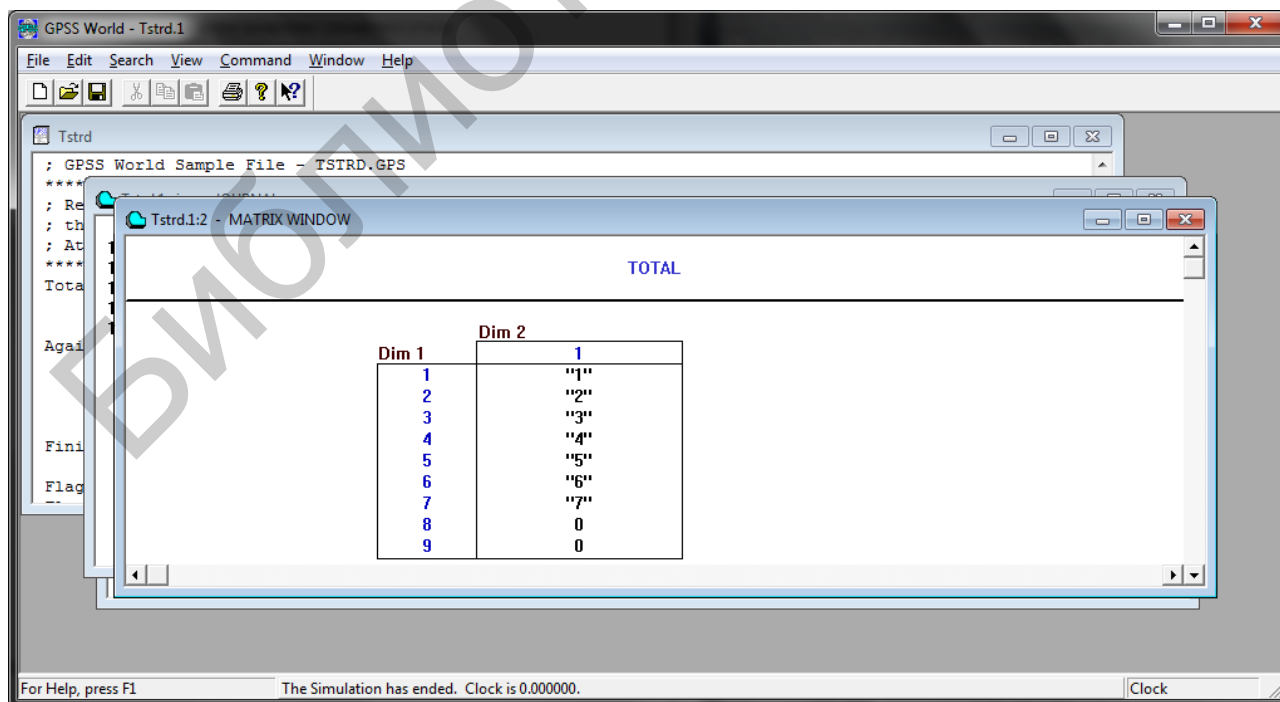 GPSS World - Tstrd.1
File Edit Search View Command Window Help
Tstrd
; GPSS World Sample File - TSTRD.GPS
****
; Re
; th
; At
****
Tota
Agai
Fini
Flag
Tstrd.1:2 - MATRIX WINDOW
TOTAL
Dim 2
Dim 1 1
1 "1"
2 "2"
3 "3"
4 "4"
5 "5"
6 "6"
7 "7"
8 0
9 0
For Help, press F1 The Simulation has ended. Clock is 0.000000. Clock
Библиот